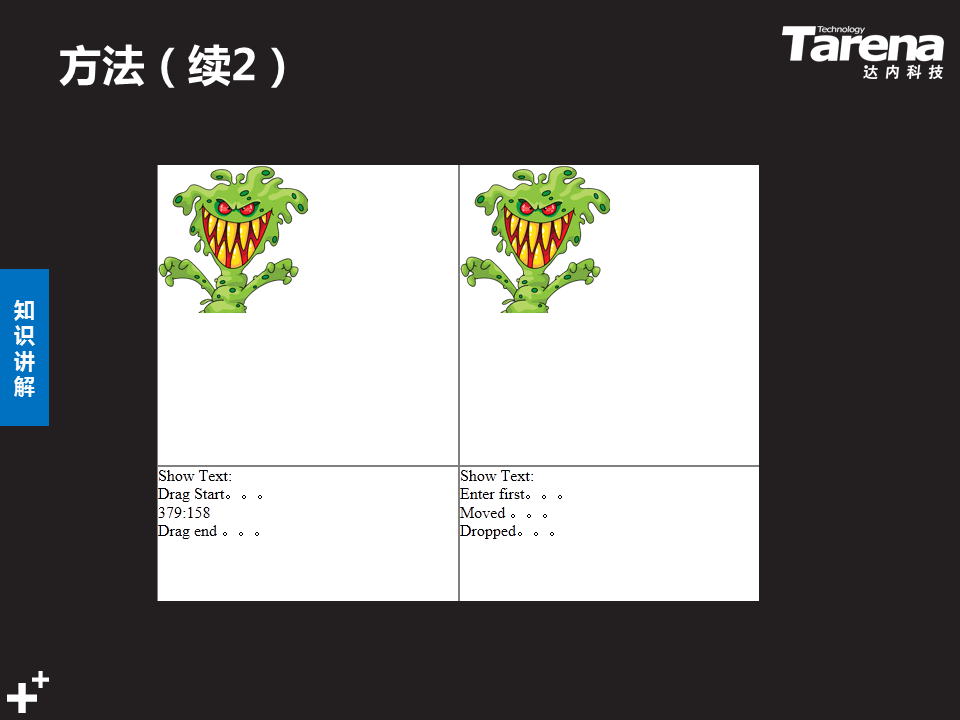 方法（续2）
Technology
Tarena
达内科技
知识讲解
Show Text:
Drag Start。。。
379:158
Drag end 。。。
Show Text:
Enter first。。。
Moved 。。。
Dropped。。。